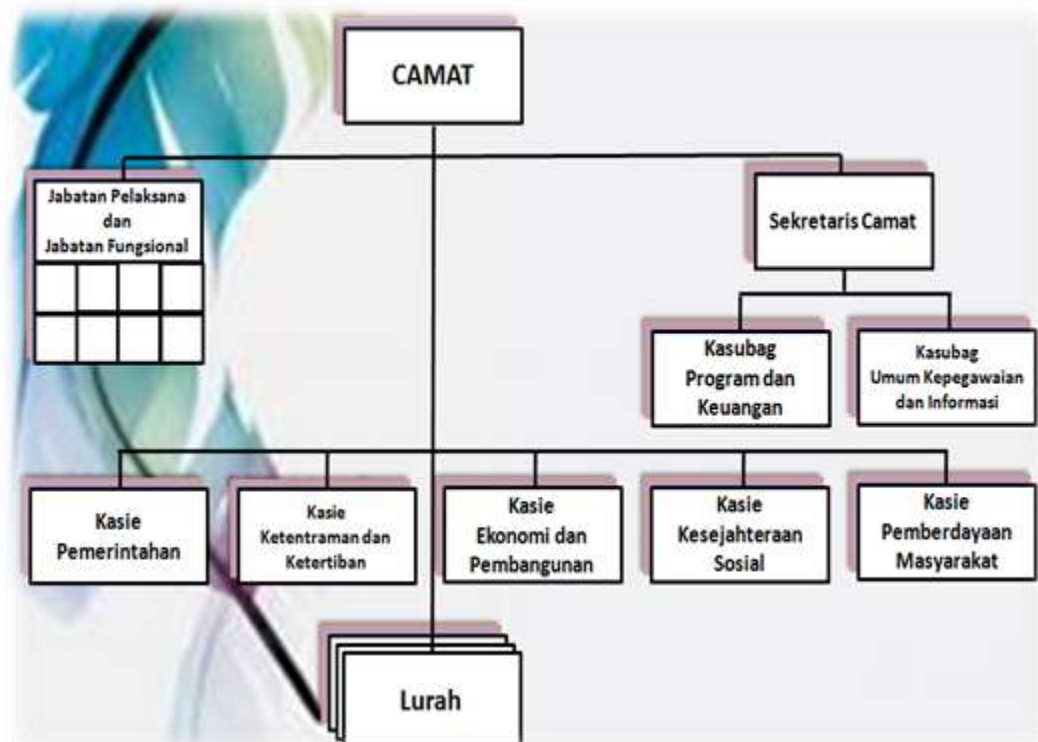 CAMAT
Jabatan Pelaksana
dan
Jabatan Fungsional
Sekretaris Camat
Kasubag
Program dan
Keuangan
Kasubag
Umum Kepegawaian
dan Informasi
Kasie
Pemerintahan
Kasie
Ketentraman dan
Ketertiban
Kasie
Ekonomi dan
Pembangunan
Kasie
Kesejahteraan
Sosial
Kasie
Pemberdayaan
Masyarakat
Lurah